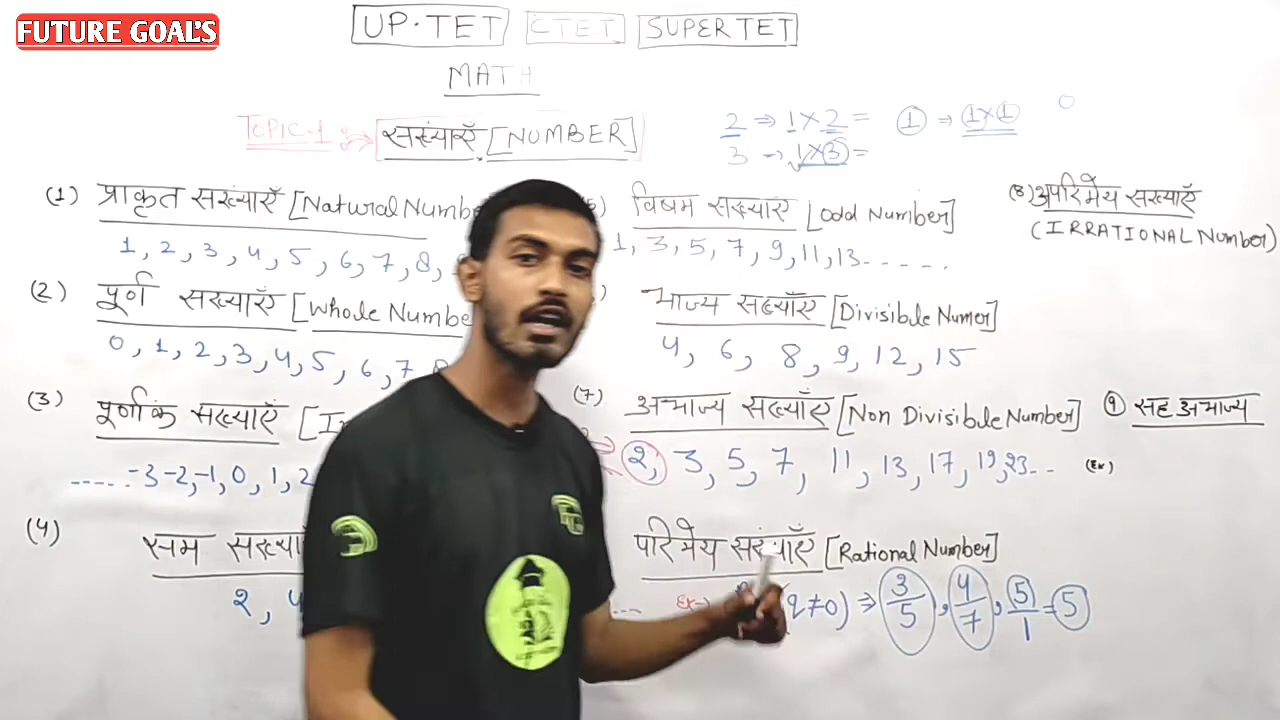 FUTURE GOAL'S
UP.TET CTET SUPER TET
MATH
TOPIC-1 संख्याएँ [NUMBER]
2 ⇒ 1×2 =
3 → 1×3 =
1 ⇒ 1×1
0
(1) प्राकृत संख्याएँ [Natural Numbe
1, 2, 3, 4, 5, 6, 7, 8,
(2) पूर्ण संख्याएँ [Whole Numbe
0, 1, 2, 3, 4, 5, 6, 7
(3) पूर्णांक संख्याएं [I
..... -3 -2, -1, 0, 1, 2
(4) सम संख्या
2, 4
5) विषम संख्याएं [Odd Number]
1, 3, 5, 7, 9, 11, 13- - - - -
) भाज्य संख्याँए [Divisible Numer]
4, 6, 8, 9, 12, 15
(7) अभाज्य संख्याँए [Non Divisible Number]
2, 3, 5, 7, 11, 13, 17, 19, 23- --
परिमेय संख्याँएं [Rational Number]
Ex→ q ≠ 0) ⇒ 3/5, 4/7, 5/1 = 5
(8) अपरिमेय संख्याएँ
(IRRATIONAL Number)
(9) सह अभाज्य
(Ex)